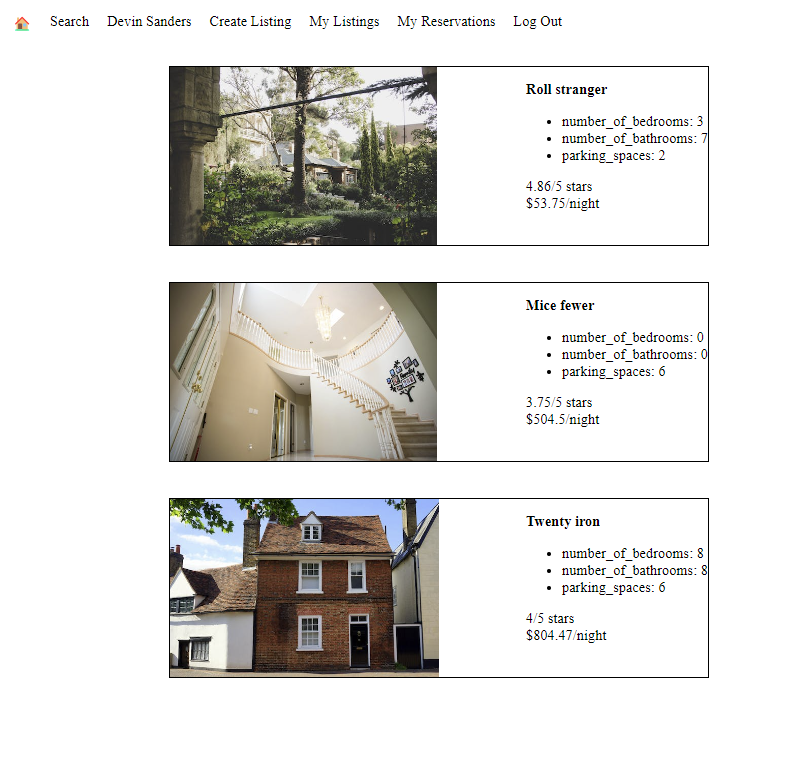 Search Devin Sanders Create Listing My Listings My Reservations Log Out
Roll stranger
number_of_bedrooms: 3
number_of_bathrooms: 7
parking_spaces: 2
4.86/5 stars
$53.75/night
Mice fewer
number_of_bedrooms: 0
number_of_bathrooms: 0
parking_spaces: 6
3.75/5 stars
$504.5/night
Twenty iron
number_of_bedrooms: 8
number_of_bathrooms: 8
parking_spaces: 6
4/5 stars
$804.47/night